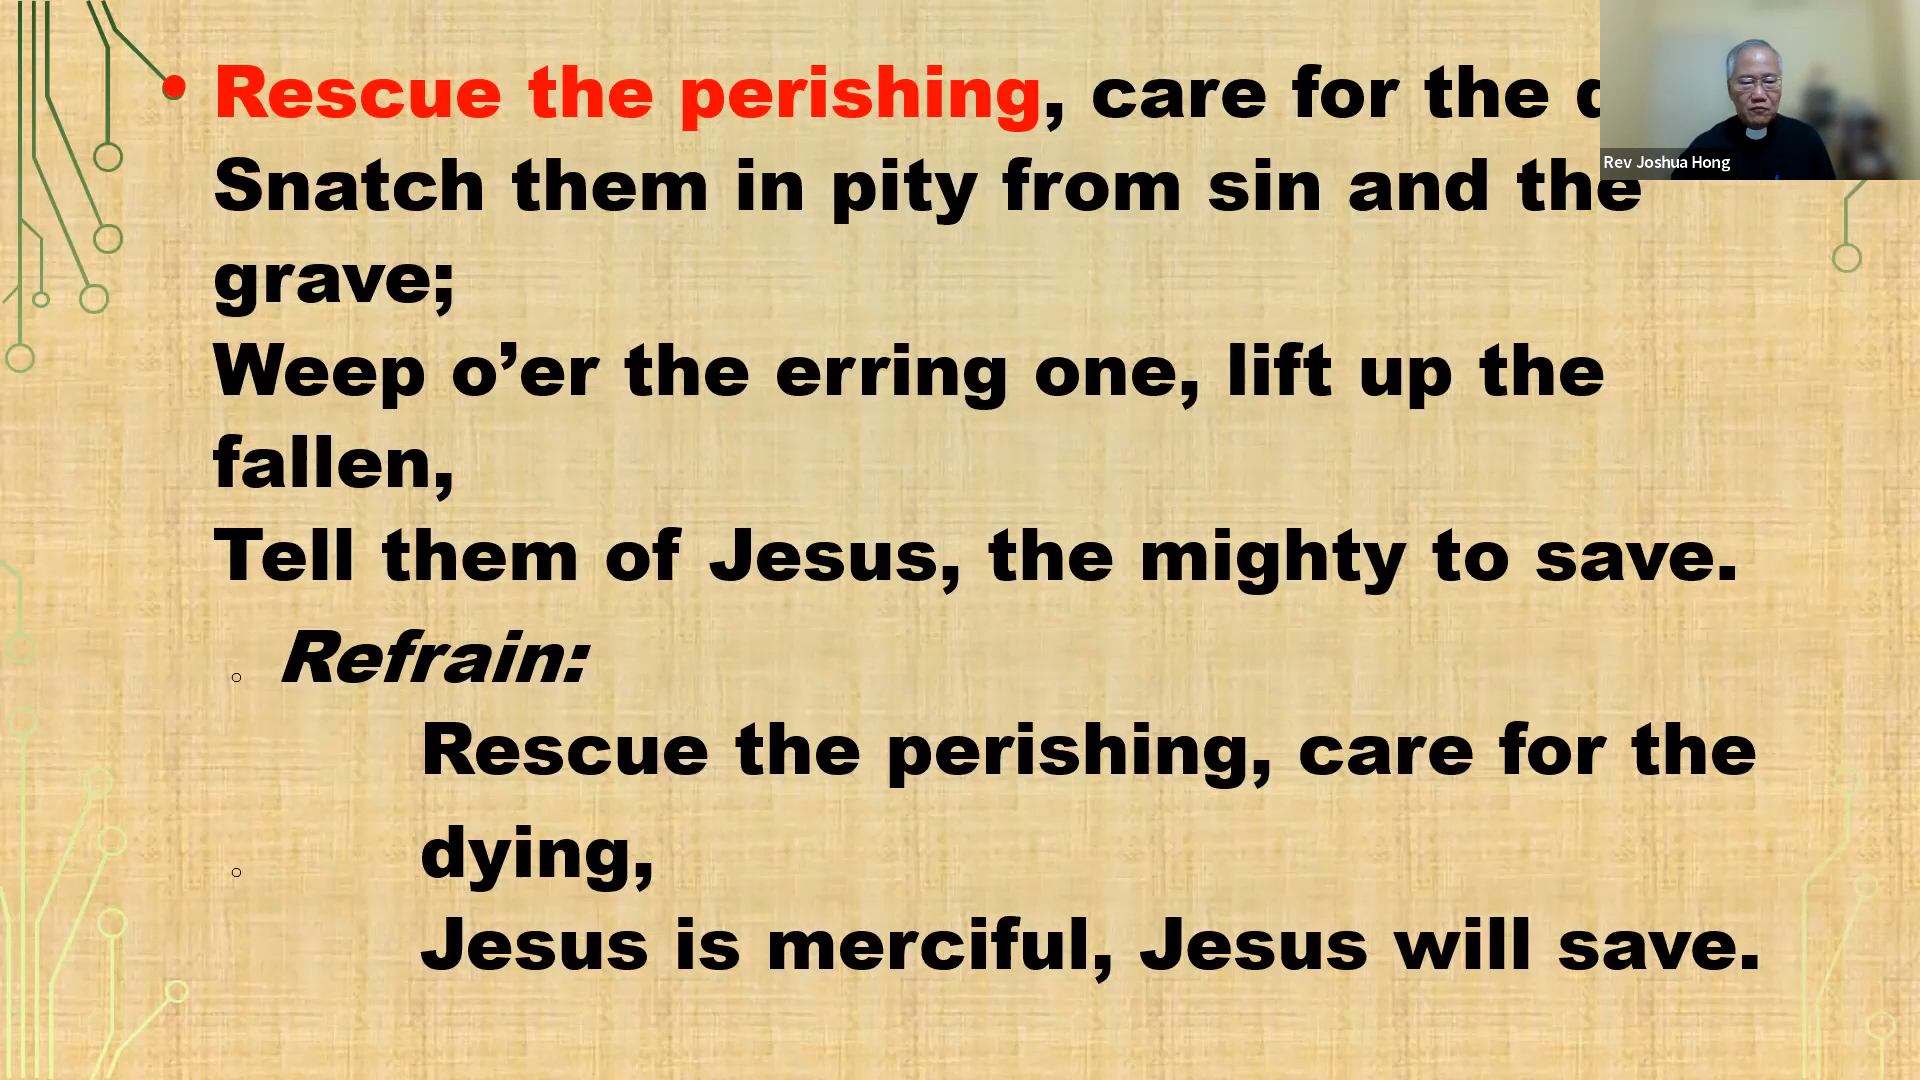 • Rescue the perishing, care for the
Snatch them in pity from sin and the
grave;
Weep o’er the erring one, lift up the
fallen,
Tell them of Jesus, the mighty to save.
Refrain:
Rescue the perishing, care for the
dying,
Jesus is merciful, Jesus will save.
Rev Joshua Hong